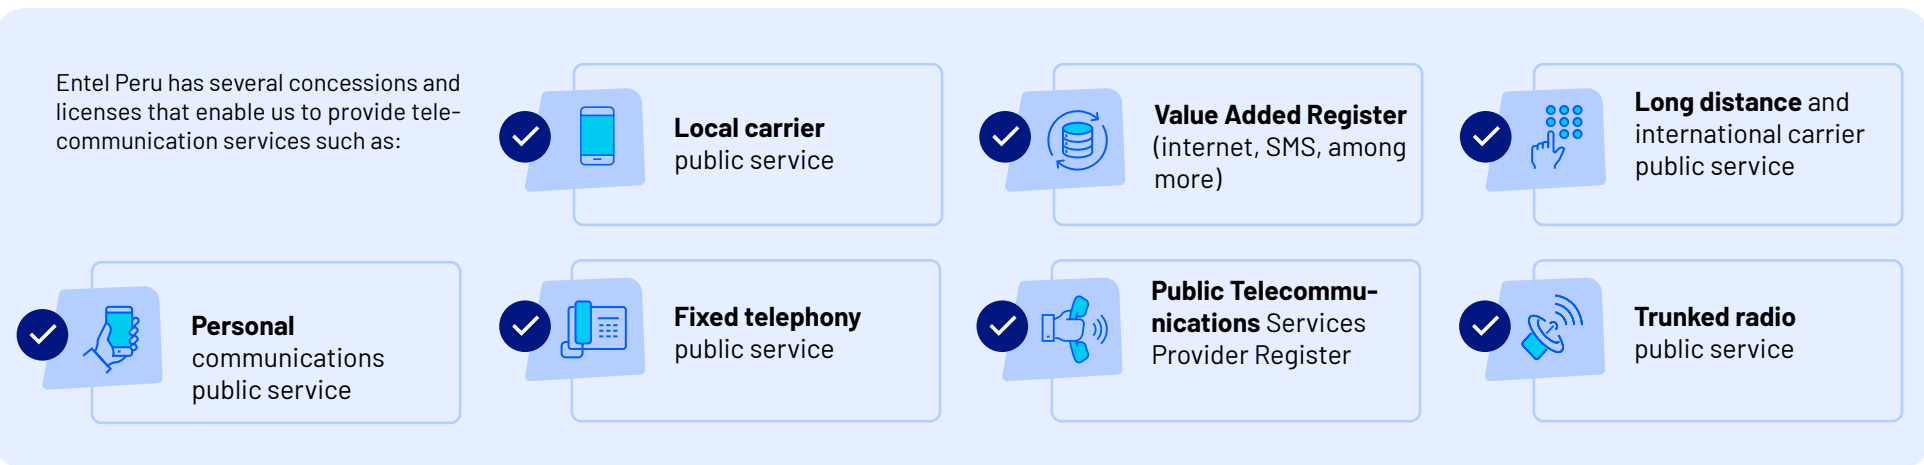 Entel Peru has several concessions and
licenses that enable us to provide tele-
communication services such as:
Local carrier
public service
Value Added Register
(internet, SMS, among
more)
Long distance and
international carrier
public service
Personal
communications
public service
Fixed telephony
public service
Public Telecommu-
nications Services
Provider Register
Trunked radio
public service